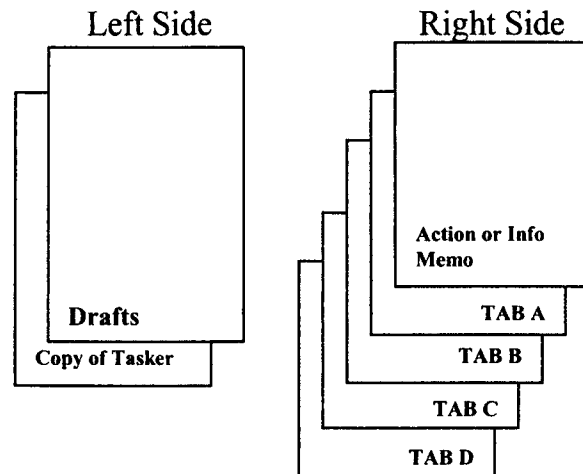 Left Side
Drafts
Copy of Tasker
Right Side
Action or Info
Memo
TAB A
TAB B
TAB C
TAB D